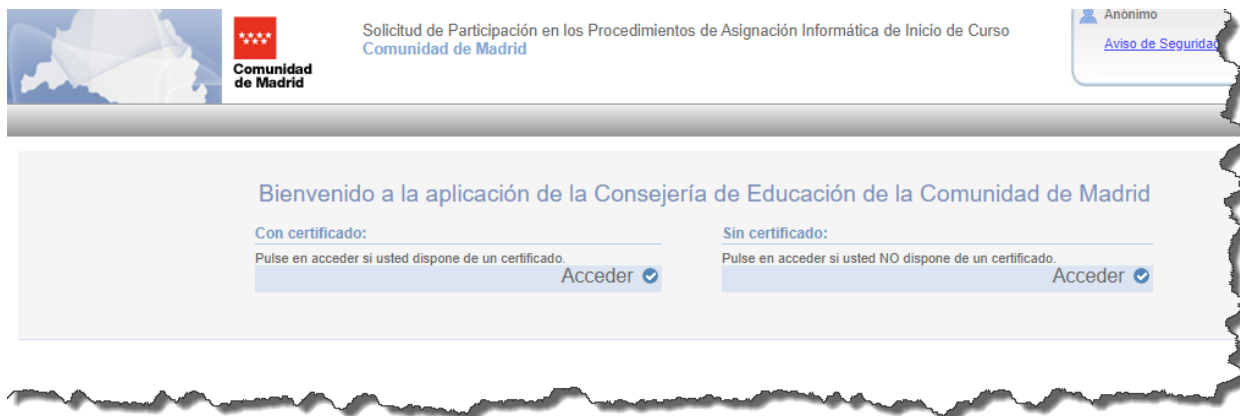 Solicitud de Participación en los Procedimientos de Asignación Informática de Inicio de Curso
Comunidad de Madrid
Comunidad
de Madrid
Anónimo
Aviso de Seguridad
Bienvenido a la aplicación de la Consejería de Educación de la Comunidad de Madrid
Con certificado:
Pulse en acceder si usted dispone de un certificado.
Acceder
Sin certificado:
Pulse en acceder si usted NO dispone de un certificado.
Acceder